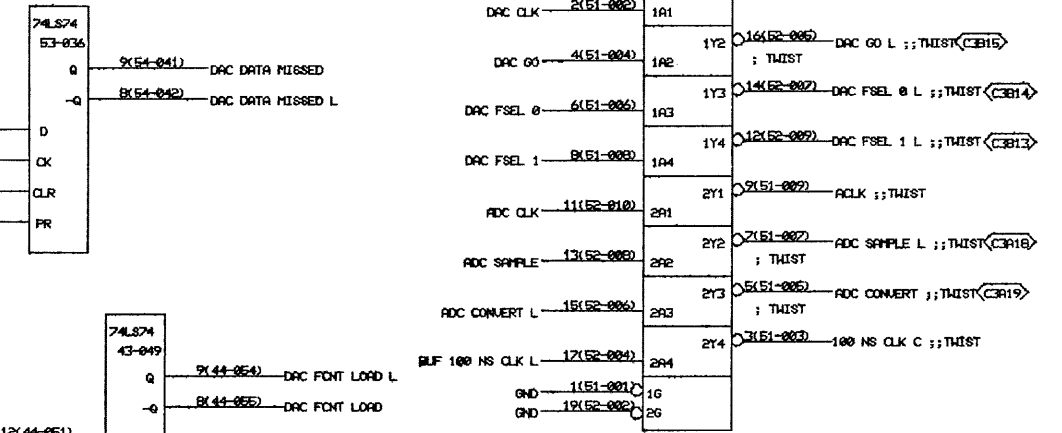 74LS74
53-036
Q 9(54-041) DAC DATA MISSED
-Q 8(54-042) DAC DATA MISSED L
D
CK
CLR
PR
74LS74
43-049
Q 9(44-054) DAC FCNT LOAD L
-Q 8(44-055) DAC FCNT LOAD
12(44-051)
DAC CLK 2(51-002) 1A1
DAC GO 4(51-004) 1A2
1Y2 16(52-005) DAC GO L ;;TWIST C3B15
; TWIST
DAC FSEL 0 6(51-006) 1A3
1Y3 14(52-007) DAC FSEL 0 L ;;TWIST C3B14
DAC FSEL 1 8(51-008) 1A4
1Y4 12(52-009) DAC FSEL 1 L ;;TWIST C3B13
ADC CLK 11(52-010) 2A1
2Y1 9(51-009) ACLK ;;TWIST
ADC SAMPLE 13(52-008) 2A2
2Y2 7(51-007) ADC SAMPLE L ;;TWIST C3A18
; TWIST
ADC CONVERT L 15(52-006) 2A3
2Y3 5(51-005) ADC CONVERT ;;TWIST C3A19
; TWIST
BUF 100 NS CLK L 17(52-004) 2A4
2Y4 3(51-003) 100 NS CLK C ;;TWIST
GND 1(51-001) 1G
GND 19(52-002) 2G